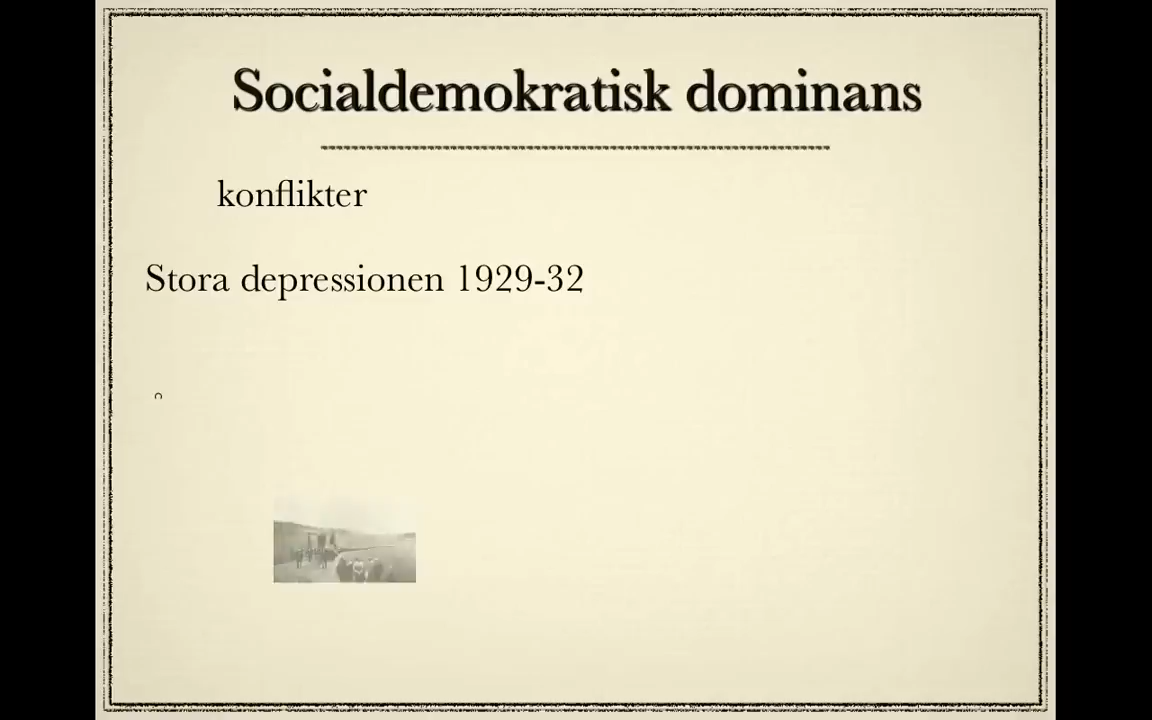 Socialdemokratisk dominans
konflikter
Stora depressionen 1929-32